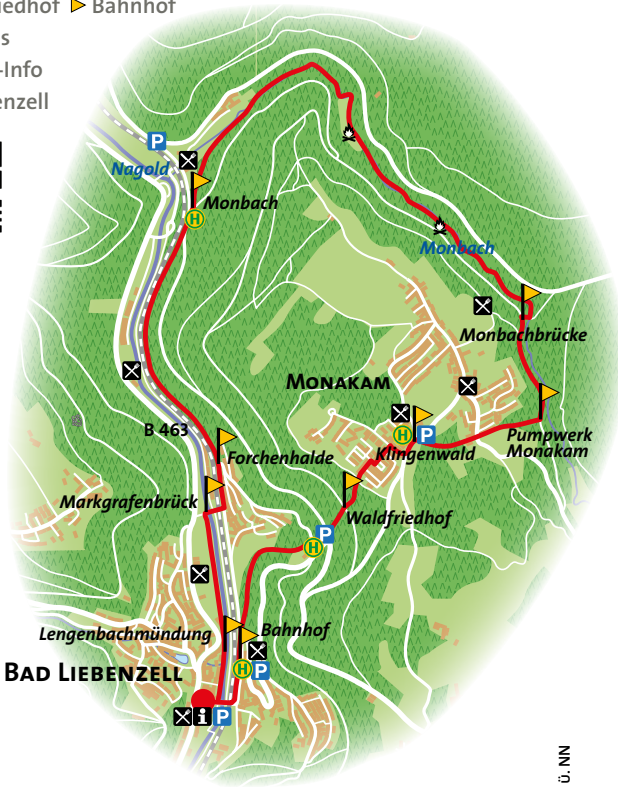 iedhof Bahnhof
s
-Info
enzell
P
Nagold
Monbach
H
Monbach
Monbachbrücke
MONAKAM
B 463
H
P
Klingenwald
Pumpwerk
Monakam
Forchenhalde
Markgrafenbrück
Waldfriedhof
P
H
Lengenbachmündung
Bahnhof
H
P
BAD LIEBENZELL
i
P
ü. NN